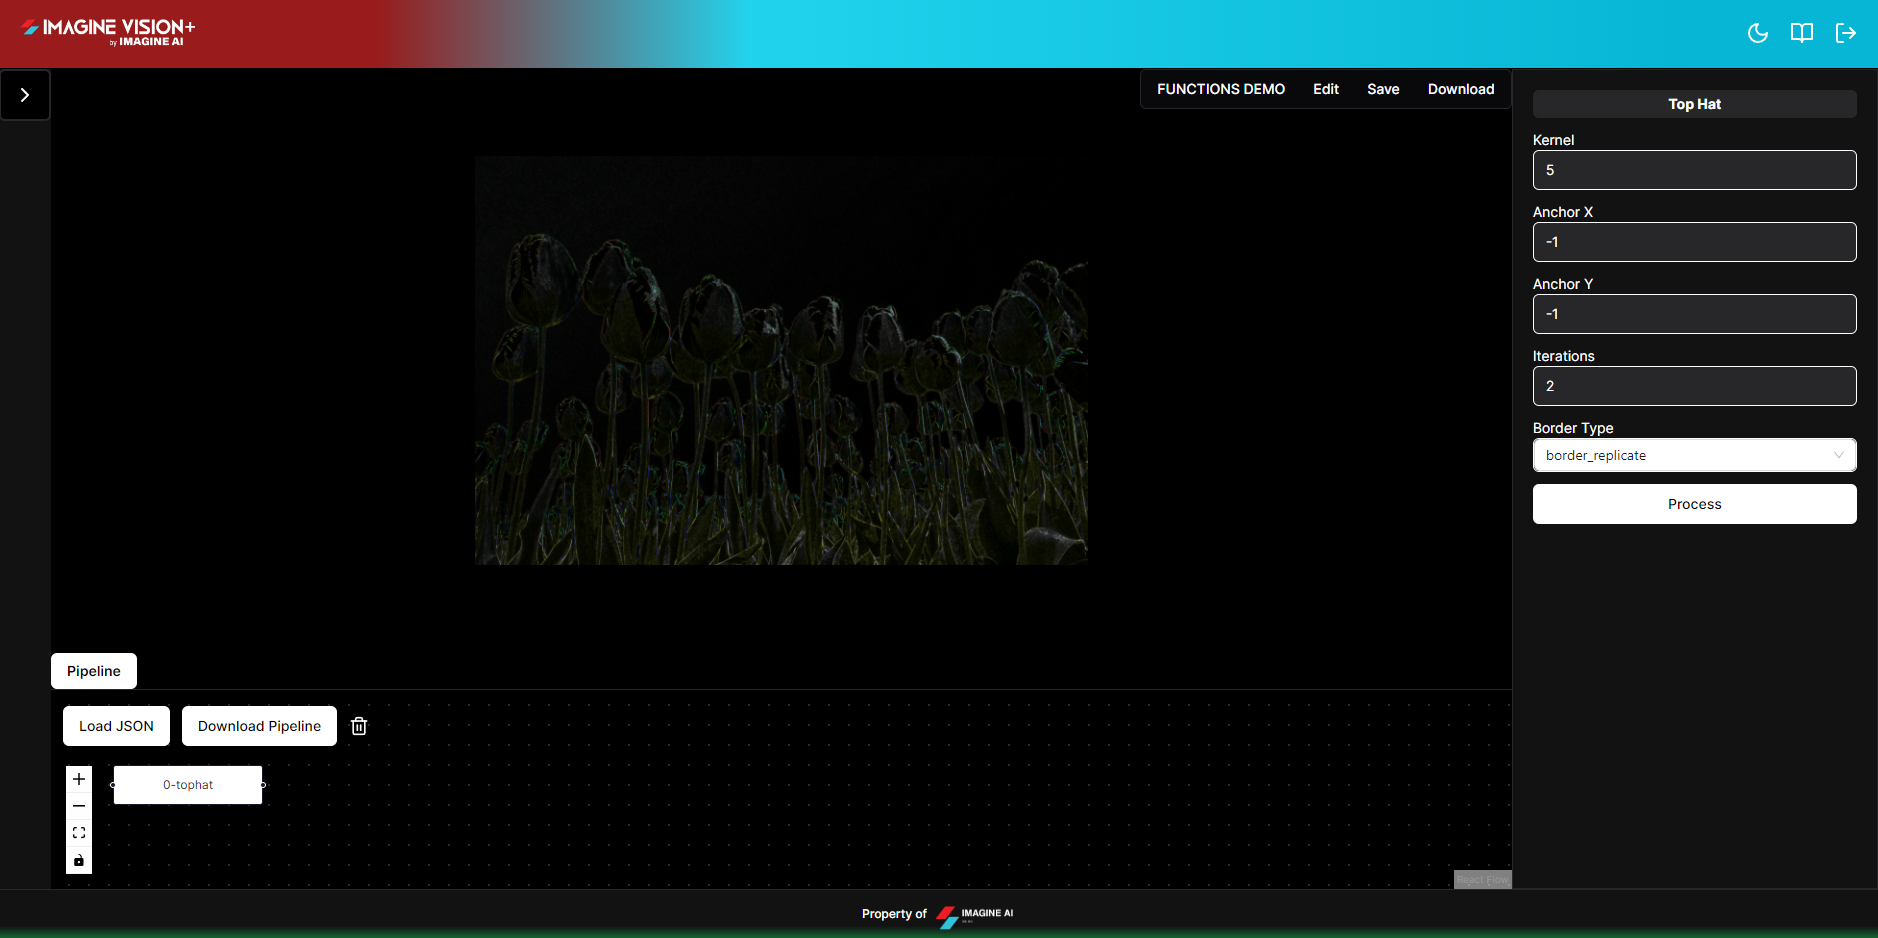 IMAGINE VISION+
by IMAGINE AI
FUNCTIONS DEMO Edit Save Download
Top Hat
Kernel
5
Anchor X
-1
Anchor Y
-1
Iterations
2
Border Type
border_replicate
Process
Pipeline
Load JSON Download Pipeline
0-tophat
React Flow
Property of IMAGINE AI